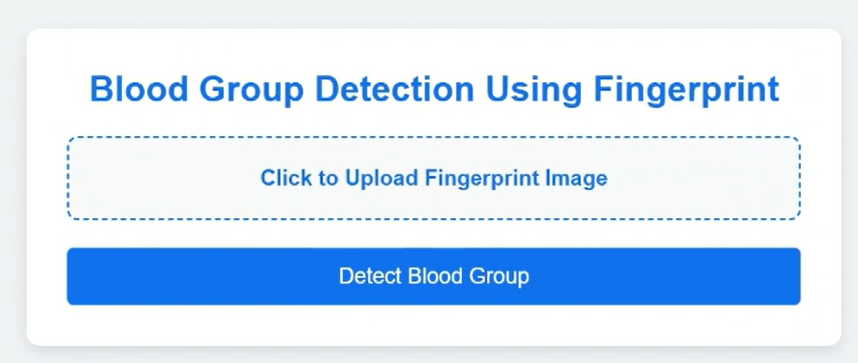 Blood Group Detection Using Fingerprint
Click to Upload Fingerprint Image
Detect Blood Group